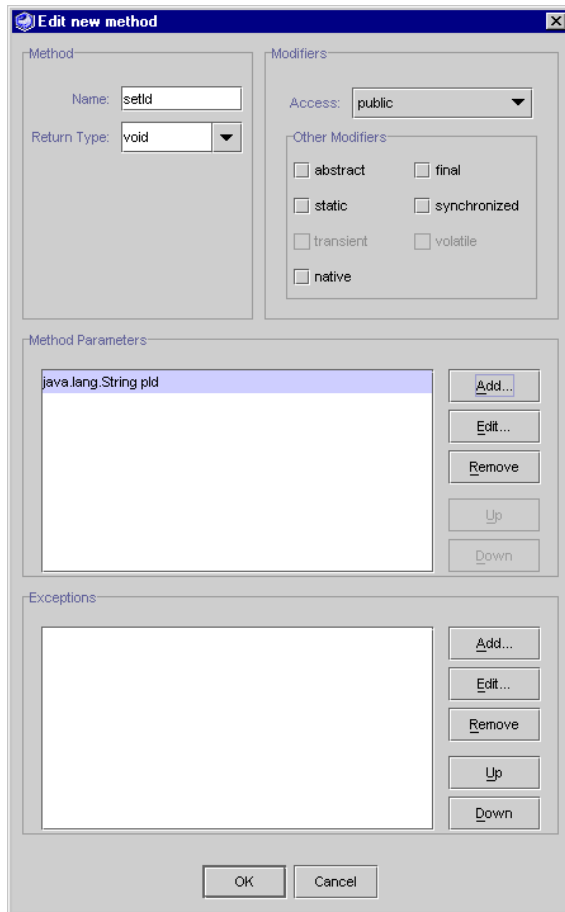 Edit new method
Method
Name: setId
Return Type: void
Modifiers
Access: public
Other Modifiers
abstract final
static synchronized
transient volatile
native
Method Parameters
java.lang.String pId
Add...
Edit...
Remove
Up
Down
Exceptions
Add...
Edit...
Remove
Up
Down
OK Cancel